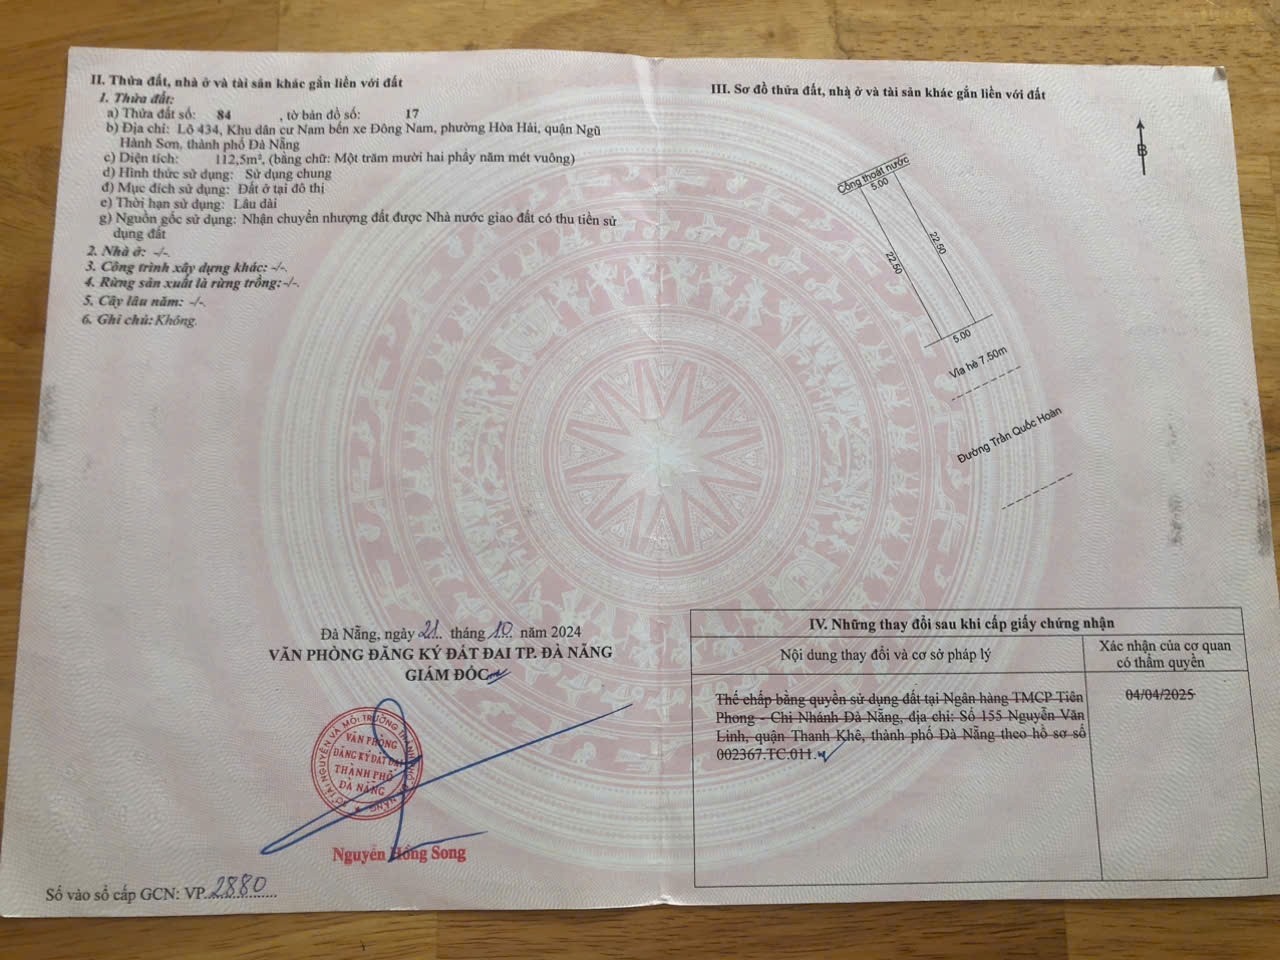 II. Thửa đất, nhà ở và tài sản khác gắn liền với đất
1. Thửa đất:
a) Thửa đất số: 84 , tờ bản đồ số: 17
b) Địa chỉ: Lô 434, Khu dân cư Nam bến xe Đông Nam, phường Hòa Hải, quận Ngũ
Hành Sơn, thành phố Đà Nẵng
c) Diện tích: 112,5m², (bằng chữ: Một trăm mười hai phẩy năm mét vuông)
d) Hình thức sử dụng: Sử dụng chung
đ) Mục đích sử dụng: Đất ở tại đô thị
e) Thời hạn sử dụng: Lâu dài
g) Nguồn gốc sử dụng: Nhận chuyển nhượng đất được Nhà nước giao đất có thu tiền sử
dụng đất
2. Nhà ở: -/-.
3. Công trình xây dựng khác: -/-.
4. Rừng sản xuất là rừng trồng:-/-.
5. Cây lâu năm: -/-.
6. Ghi chú: Không.
Đà Nẵng, ngày 21.. tháng 10. năm 2024
VĂN PHÒNG ĐĂNG KÝ ĐẤT ĐAI TP. ĐÀ NẴNG
GIÁM ĐỐC
VĂN PHÒNG
ĐĂNG KÝ ĐẤT ĐAI
THÀNH PHỐ
ĐÀ NẴNG
Nguyễn Hồng Song
Số vào sổ cấp GCN: VP..2880
III. Sơ đồ thửa đất, nhà ở và tài sản khác gắn liền với đất
B
Cống thoát nước
5.00
22.50
22.50
5.00
Vỉa hè 7.50m
Đường Trần Quốc Hoàn
IV. Những thay đổi sau khi cấp giấy chứng nhận
Nội dung thay đổi và cơ sở pháp lý
Xác nhận của cơ quan
có thẩm quyền
Thế chấp bằng quyền sử dụng đất tại Ngân hàng TMCP Tiên
Phong - Chi Nhánh Đà Nẵng, địa chỉ: Số 155 Nguyễn Văn
Linh, quận Thanh Khê, thành phố Đà Nẵng theo hồ sơ số
002367.TC.011.
04/04/2025